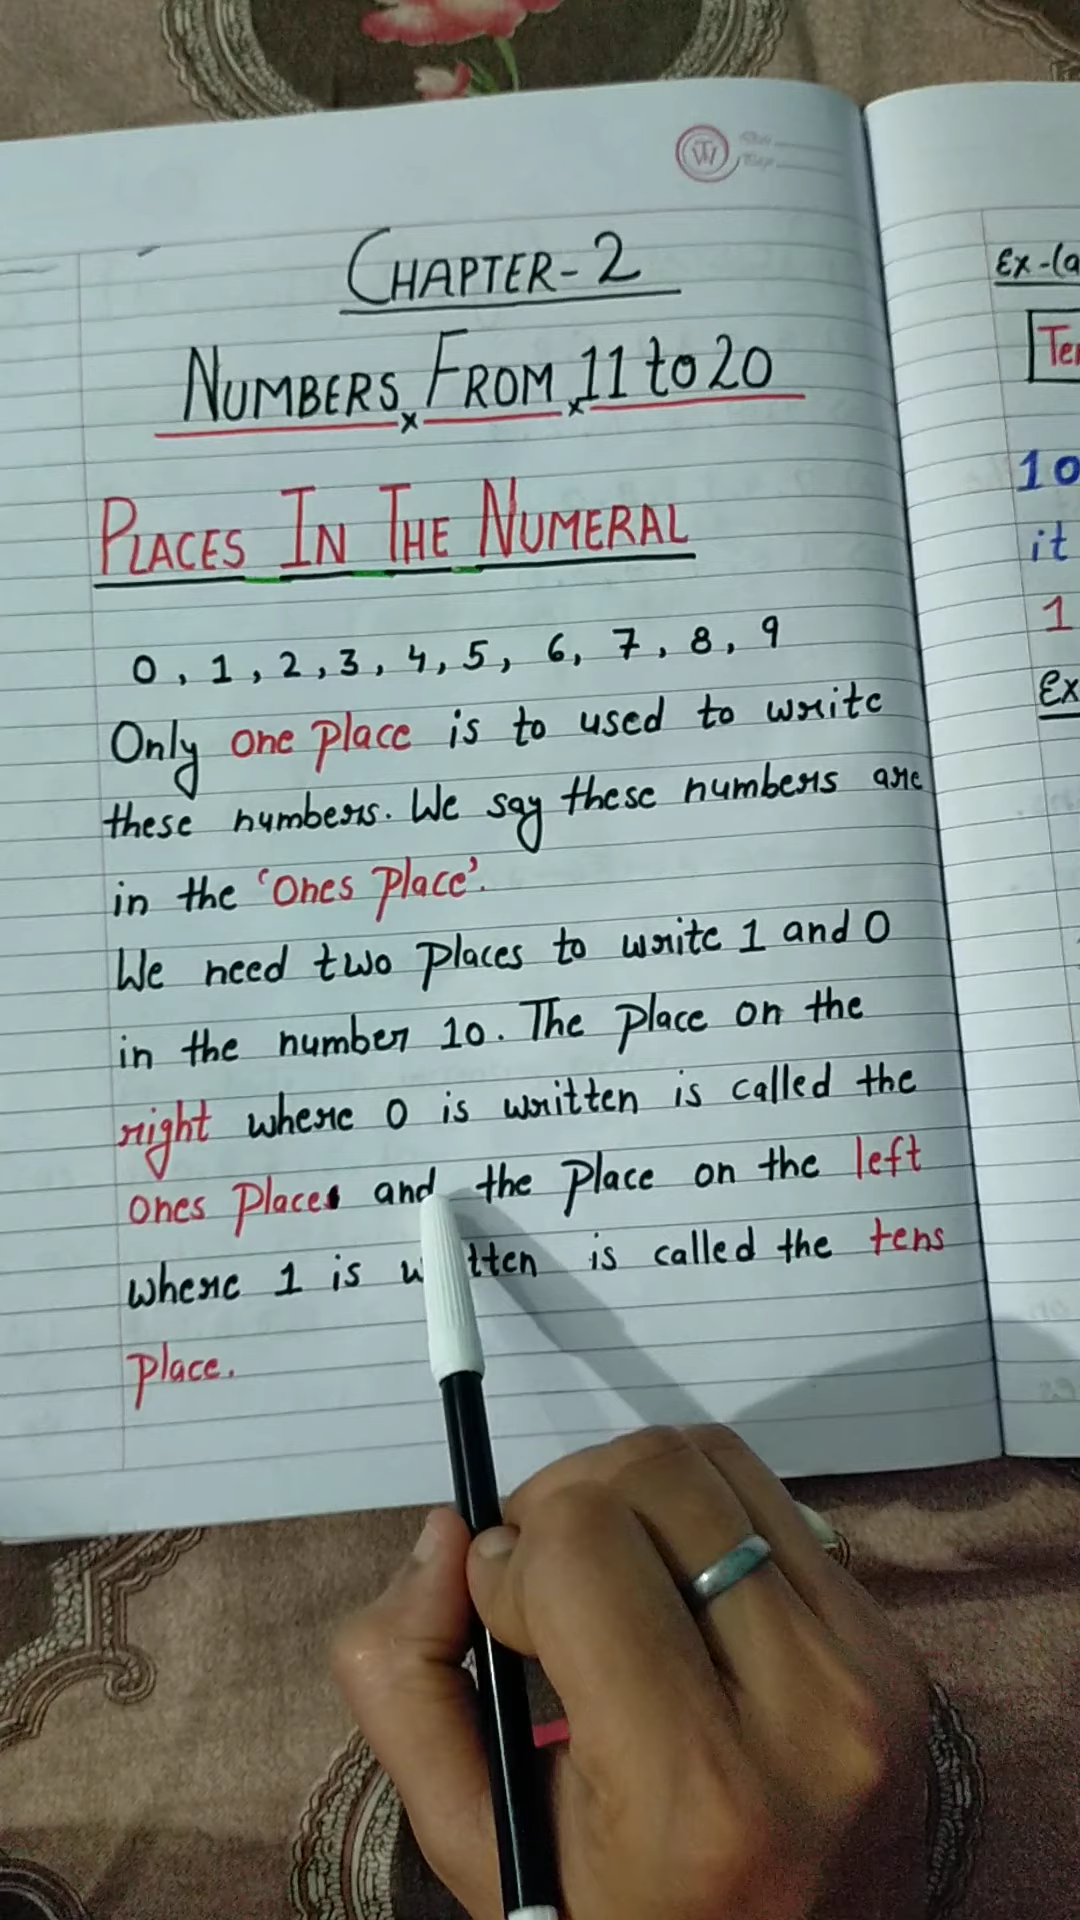 CHAPTER-2
NUMBERS FROM 11 to 20
PLACES IN THE NUMERAL
0, 1, 2, 3, 4, 5, 6, 7, 8, 9
Only one place is to used to write
these numbers. We say these numbers are
in the 'Ones place'.
We need two places to write 1 and 0
in the number 10. The place on the
right where 0 is written is called the
ones place and the place on the left
where 1 is written is called the tens
place.
Ex-(a
10
it
1
Ex